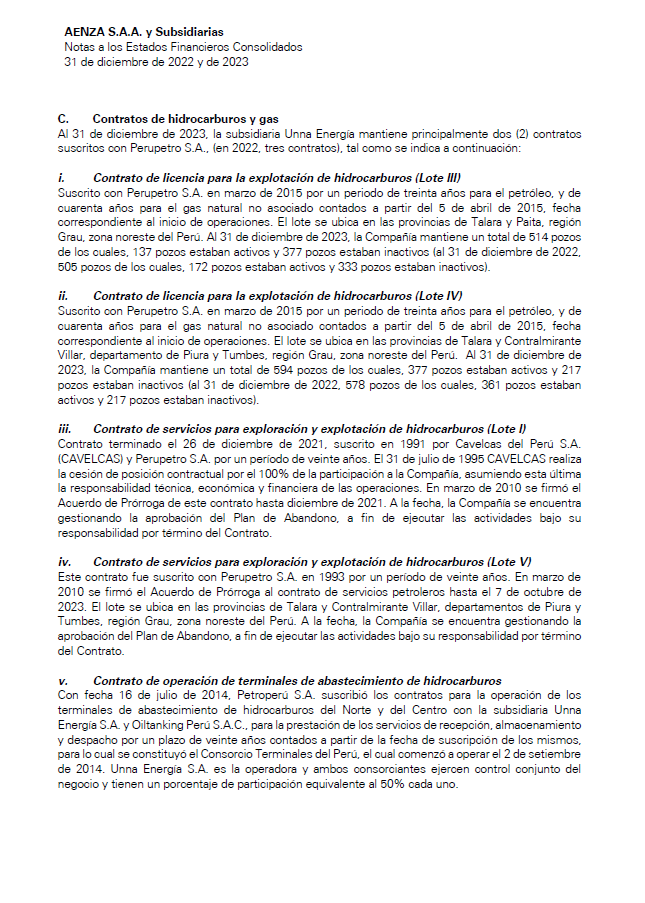 AENZA S.A.A. y Subsidiarias
Notas a los Estados Financieros Consolidados
31 de diciembre de 2022 y de 2023
C. Contratos de hidrocarburos y gas
Al 31 de diciembre de 2023, la subsidiaria Unna Energía mantiene principalmente dos (2) contratos
suscritos con Perupetro S.A., (en 2022, tres contratos), tal como se indica a continuación:
i. Contrato de licencia para la explotación de hidrocarburos (Lote III)
Suscrito con Perupetro S.A. en marzo de 2015 por un periodo de treinta años para el petróleo, y de
cuarenta años para el gas natural no asociado contados a partir del 5 de abril de 2015, fecha
correspondiente al inicio de operaciones. El lote se ubica en las provincias de Talara y Paita, región
Grau, zona noreste del Perú. Al 31 de diciembre de 2023, la Compañía mantiene un total de 514 pozos
de los cuales, 137 pozos estaban activos y 377 pozos estaban inactivos (al 31 de diciembre de 2022,
505 pozos de los cuales, 172 pozos estaban activos y 333 pozos estaban inactivos).
ii. Contrato de licencia para la explotación de hidrocarburos (Lote IV)
Suscrito con Perupetro S.A. en marzo de 2015 por un periodo de treinta años para el petróleo, y de
cuarenta años para el gas natural no asociado contados a partir del 5 de abril de 2015, fecha
correspondiente al inicio de operaciones. El lote se ubica en las provincias de Talara y Contralmirante
Villar, departamento de Piura y Tumbes, región Grau, zona noreste del Perú. Al 31 de diciembre de
2023, la Compañía mantiene un total de 594 pozos de los cuales, 377 pozos estaban activos y 217
pozos estaban inactivos (al 31 de diciembre de 2022, 578 pozos de los cuales, 361 pozos estaban
activos y 217 pozos estaban inactivos).
iii. Contrato de servicios para exploración y explotación de hidrocarburos (Lote I)
Contrato terminado el 26 de diciembre de 2021, suscrito en 1991 por Cavelcas del Perú S.A.
(CAVELCAS) y Perupetro S.A. por un período de veinte años. El 31 de julio de 1995 CAVELCAS realiza
la cesión de posición contractual por el 100% de la participación a la Compañía, asumiendo esta última
la responsabilidad técnica, económica y financiera de las operaciones. En marzo de 2010 se firmó el
Acuerdo de Prórroga de este contrato hasta diciembre de 2021. A la fecha, la Compañía se encuentra
gestionando la aprobación del Plan de Abandono, a fin de ejecutar las actividades bajo su
responsabilidad por término del Contrato.
iv. Contrato de servicios para exploración y explotación de hidrocarburos (Lote V)
Este contrato fue suscrito con Perupetro S.A. en 1993 por un período de veinte años. En marzo de
2010 se firmó el Acuerdo de Prórroga al contrato de servicios petroleros hasta el 7 de octubre de
2023. El lote se ubica en las provincias de Talara y Contralmirante Villar, departamentos de Piura y
Tumbes, región Grau, zona noreste del Perú. A la fecha, la Compañía se encuentra gestionando la
aprobación del Plan de Abandono, a fin de ejecutar las actividades bajo su responsabilidad por término
del Contrato.
v. Contrato de operación de terminales de abastecimiento de hidrocarburos
Con fecha 16 de julio de 2014, Petroperú S.A. suscribió los contratos para la operación de los
terminales de abastecimiento de hidrocarburos del Norte y del Centro con la subsidiaria Unna
Energía S.A. y Oiltanking Perú S.A.C., para la prestación de los servicios de recepción, almacenamiento
y despacho por un plazo de veinte años contados a partir de la fecha de suscripción de los mismos,
para lo cual se constituyó el Consorcio Terminales del Perú, el cual comenzó a operar el 2 de setiembre
de 2014. Unna Energía S.A. es la operadora y ambos consorciantes ejercen control conjunto del
negocio y tienen un porcentaje de participación equivalente al 50% cada uno.